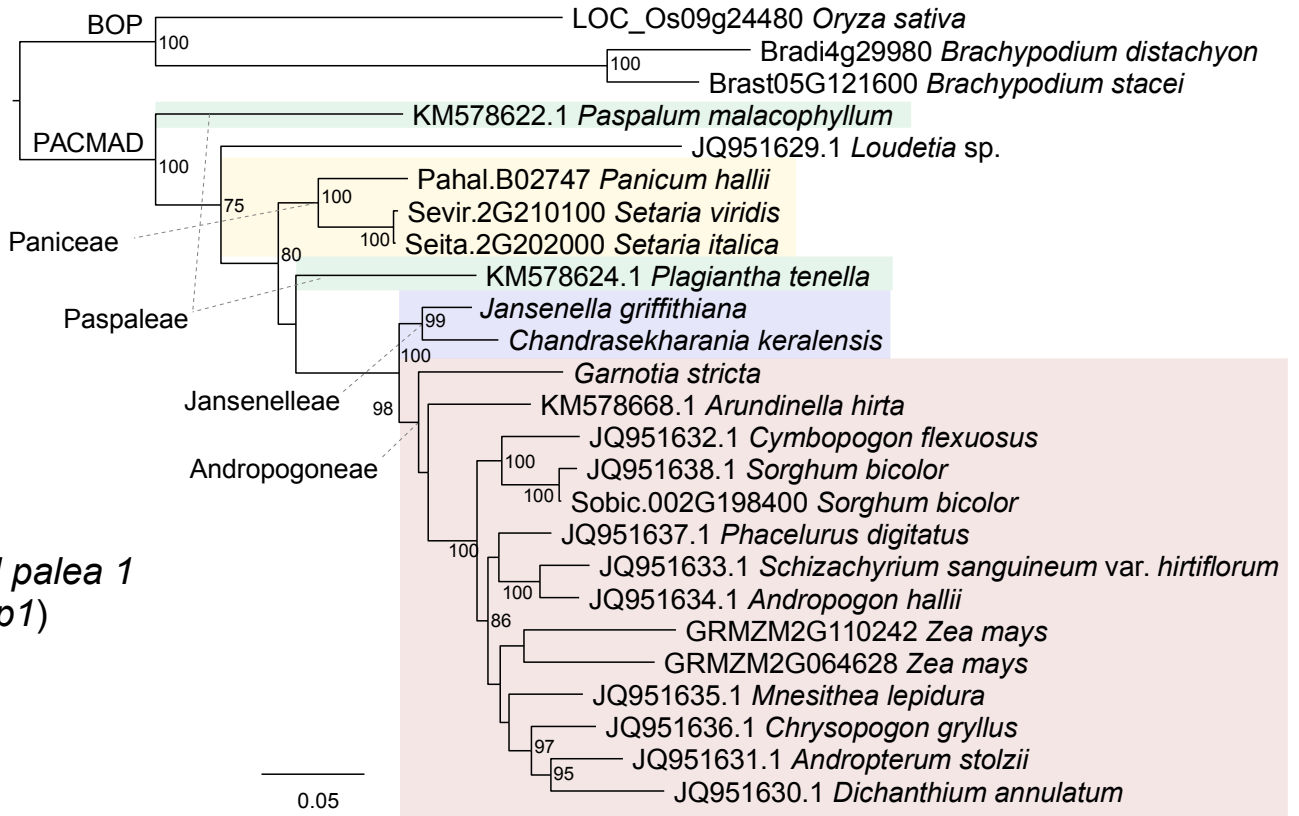 BOP
100
LOC_Os09g24480 Oryza sativa
100
Bradi4g29980 Brachypodium distachyon
Brast05G121600 Brachypodium stacei
PACMAD
100
KM578622.1 Paspalum malacophyllum
JQ951629.1 Loudetia sp.
75
Pahal.B02747 Panicum hallii
100
Sevir.2G210100 Setaria viridis
100
Seita.2G202000 Setaria italica
Paniceae
80
KM578624.1 Plagiantha tenella
Paspaleae
Jansenella griffithiana
99
Chandrasekharania keralensis
100
Garnotia stricta
Jansenelleae
98
KM578668.1 Arundinella hirta
JQ951632.1 Cymbopogon flexuosus
100
JQ951638.1 Sorghum bicolor
Andropogoneae
100
Sobic.002G198400 Sorghum bicolor
JQ951637.1 Phacelurus digitatus
100
JQ951633.1 Schizachyrium sanguineum var. hirtiflorum
100
JQ951634.1 Andropogon hallii
palea 1
p1)
86
GRMZM2G110242 Zea mays
GRMZM2G064628 Zea mays
JQ951635.1 Mnesithea lepidura
JQ951636.1 Chrysopogon gryllus
97
JQ951631.1 Andropterum stolzii
95
JQ951630.1 Dichanthium annulatum
0.05